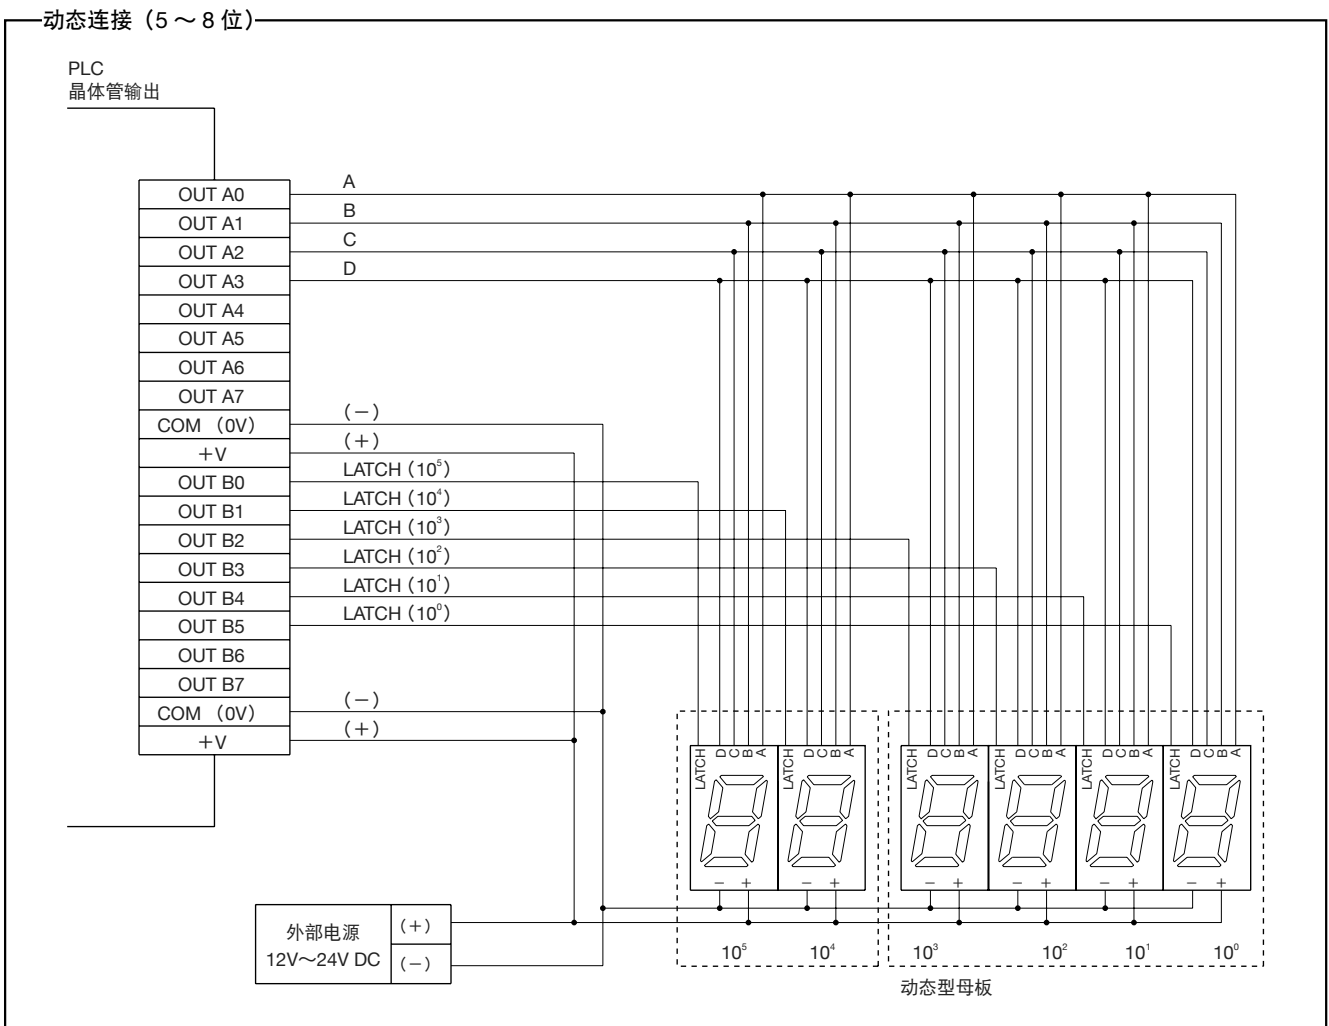 动态连接（5～8 位）
PLC
晶体管输出
OUT A0
OUT A1
OUT A2
OUT A3
OUT A4
OUT A5
OUT A6
OUT A7
COM （0V）
＋V
OUT B0
OUT B1
OUT B2
OUT B3
OUT B4
OUT B5
OUT B6
OUT B7
COM （0V）
＋V
A
B
C
D
（－）
（＋）
LATCH（10⁵）
LATCH（10⁴）
LATCH（10³）
LATCH（10²）
LATCH（10¹）
LATCH（10⁰）
（－）
（＋）
LATCH D C B A LATCH D C B A LATCH D C B A LATCH D C B A LATCH D C B A LATCH D C B A
－ ＋ － ＋ － ＋ － ＋ － ＋ － ＋
10⁵ 10⁴ 10³ 10² 10¹ 10⁰
动态型母板
外部电源
12V～24V DC
（＋）
（－）